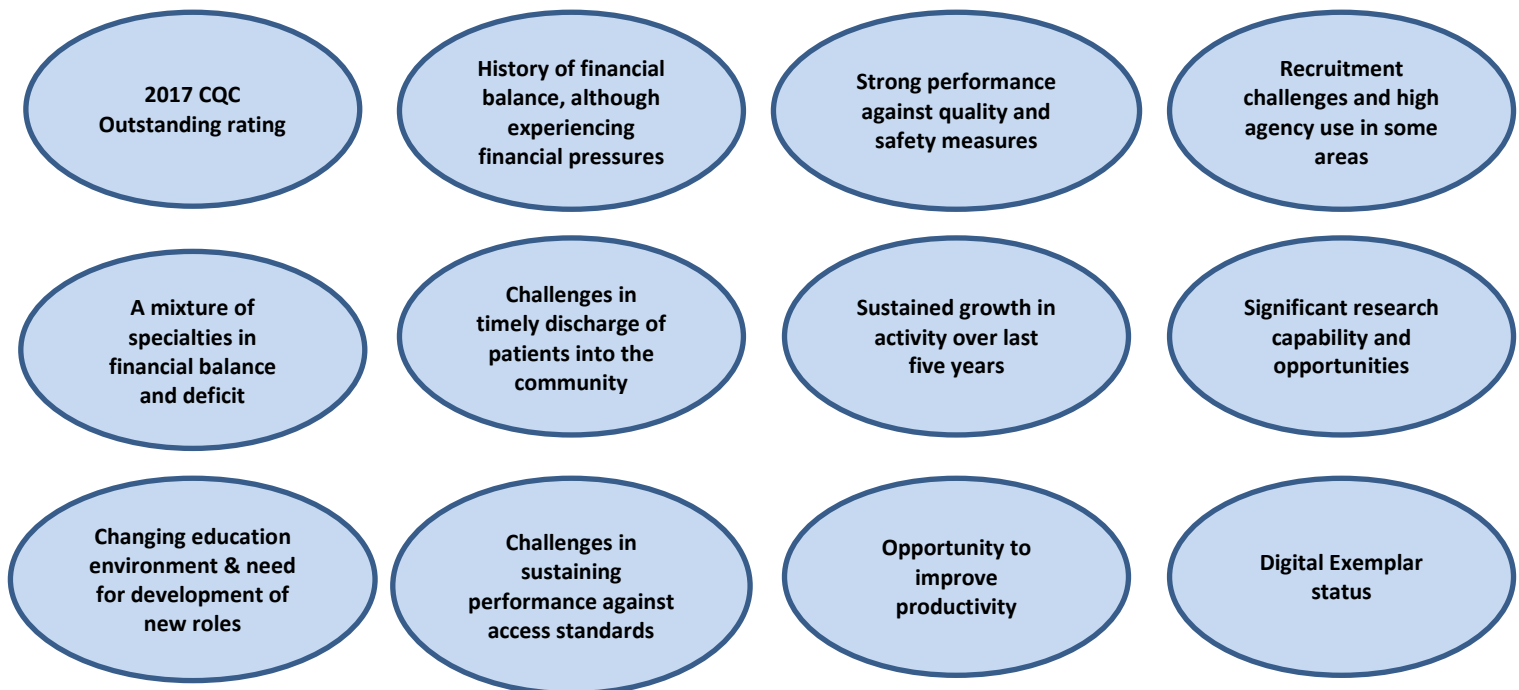 2017 CQC
Outstanding rating
History of financial
balance, although
experiencing
financial pressures
Strong performance
against quality and
safety measures
Recruitment
challenges and high
agency use in some
areas
A mixture of
specialties in
financial balance
and deficit
Challenges in
timely discharge of
patients into the
community
Sustained growth in
activity over last
five years
Significant research
capability and
opportunities
Changing education
environment & need
for development of
new roles
Challenges in
sustaining
performance against
access standards
Opportunity to
improve
productivity
Digital Exemplar
status